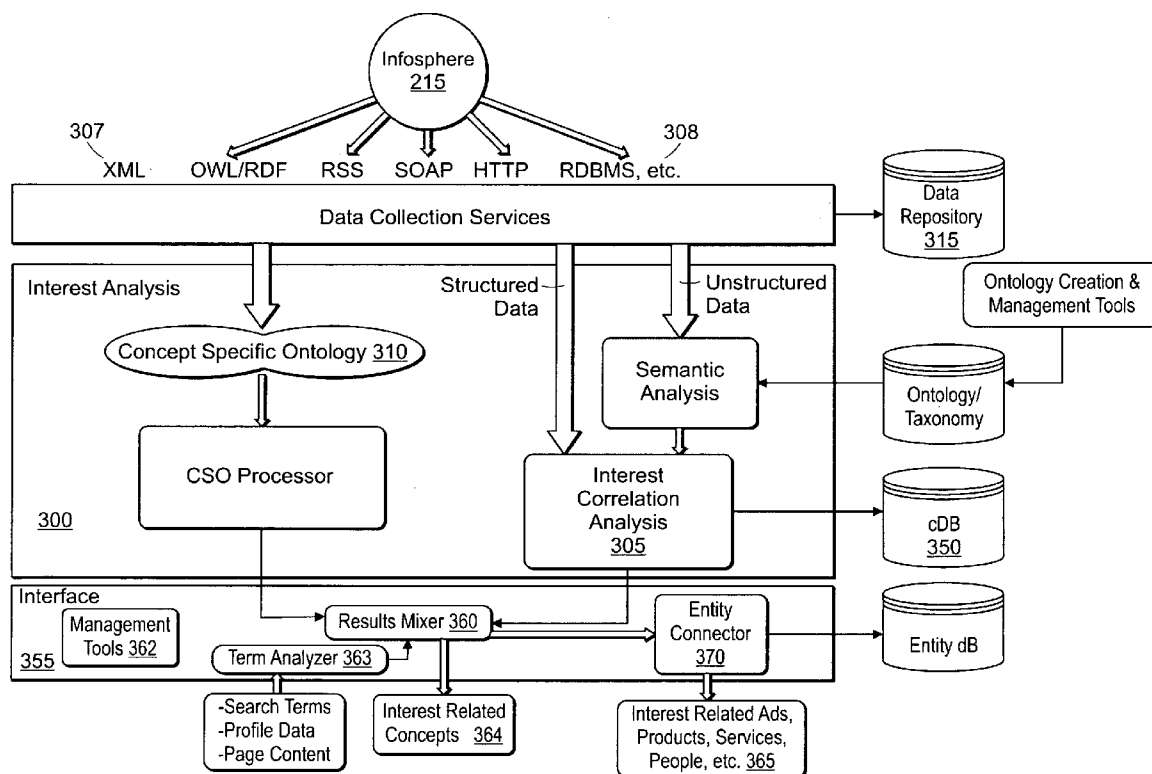 Infosphere
215
307
308
XML OWL/RDF RSS SOAP HTTP RDBMS, etc.
Data Collection Services
Data
Repository
315
Interest Analysis
Structured
Data
Unstructured
Data
Ontology Creation &
Management Tools
Concept Specific Ontology 310
Semantic
Analysis
Ontology/
Taxonomy
CSO Processor
Interest
Correlation
Analysis
305
300
cDB
350
Interface
Management
Tools 362
Results Mixer 360
Entity
Connector
370
Entity dB
355
Term Analyzer 363
-Search Terms
-Profile Data
-Page Content
Interest Related
Concepts 364
Interest Related Ads,
Products, Services,
People, etc. 365